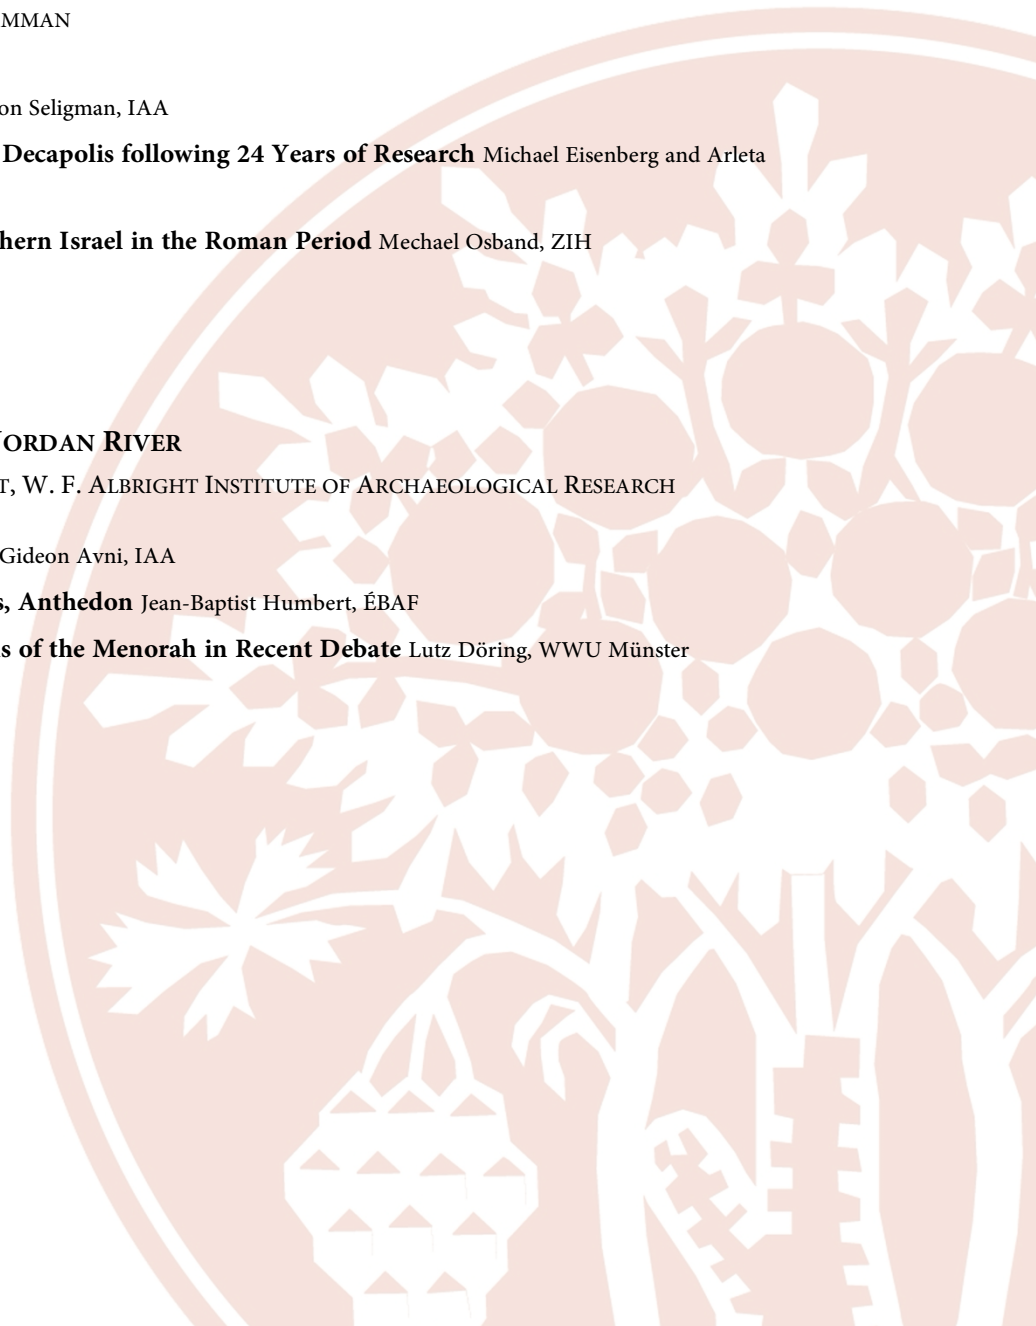 MMAN
on Seligman, IAA
Decapolis following 24 Years of Research Michael Eisenberg and Arleta
hern Israel in the Roman Period Mechael Osband, ZIH
JORDAN RIVER
T, W. F. ALBRIGHT INSTITUTE OF ARCHAEOLOGICAL RESEARCH
Gideon Avni, IAA
s, Anthedon Jean-Baptist Humbert, ÉBAF
s of the Menorah in Recent Debate Lutz Döring, WWU Münster